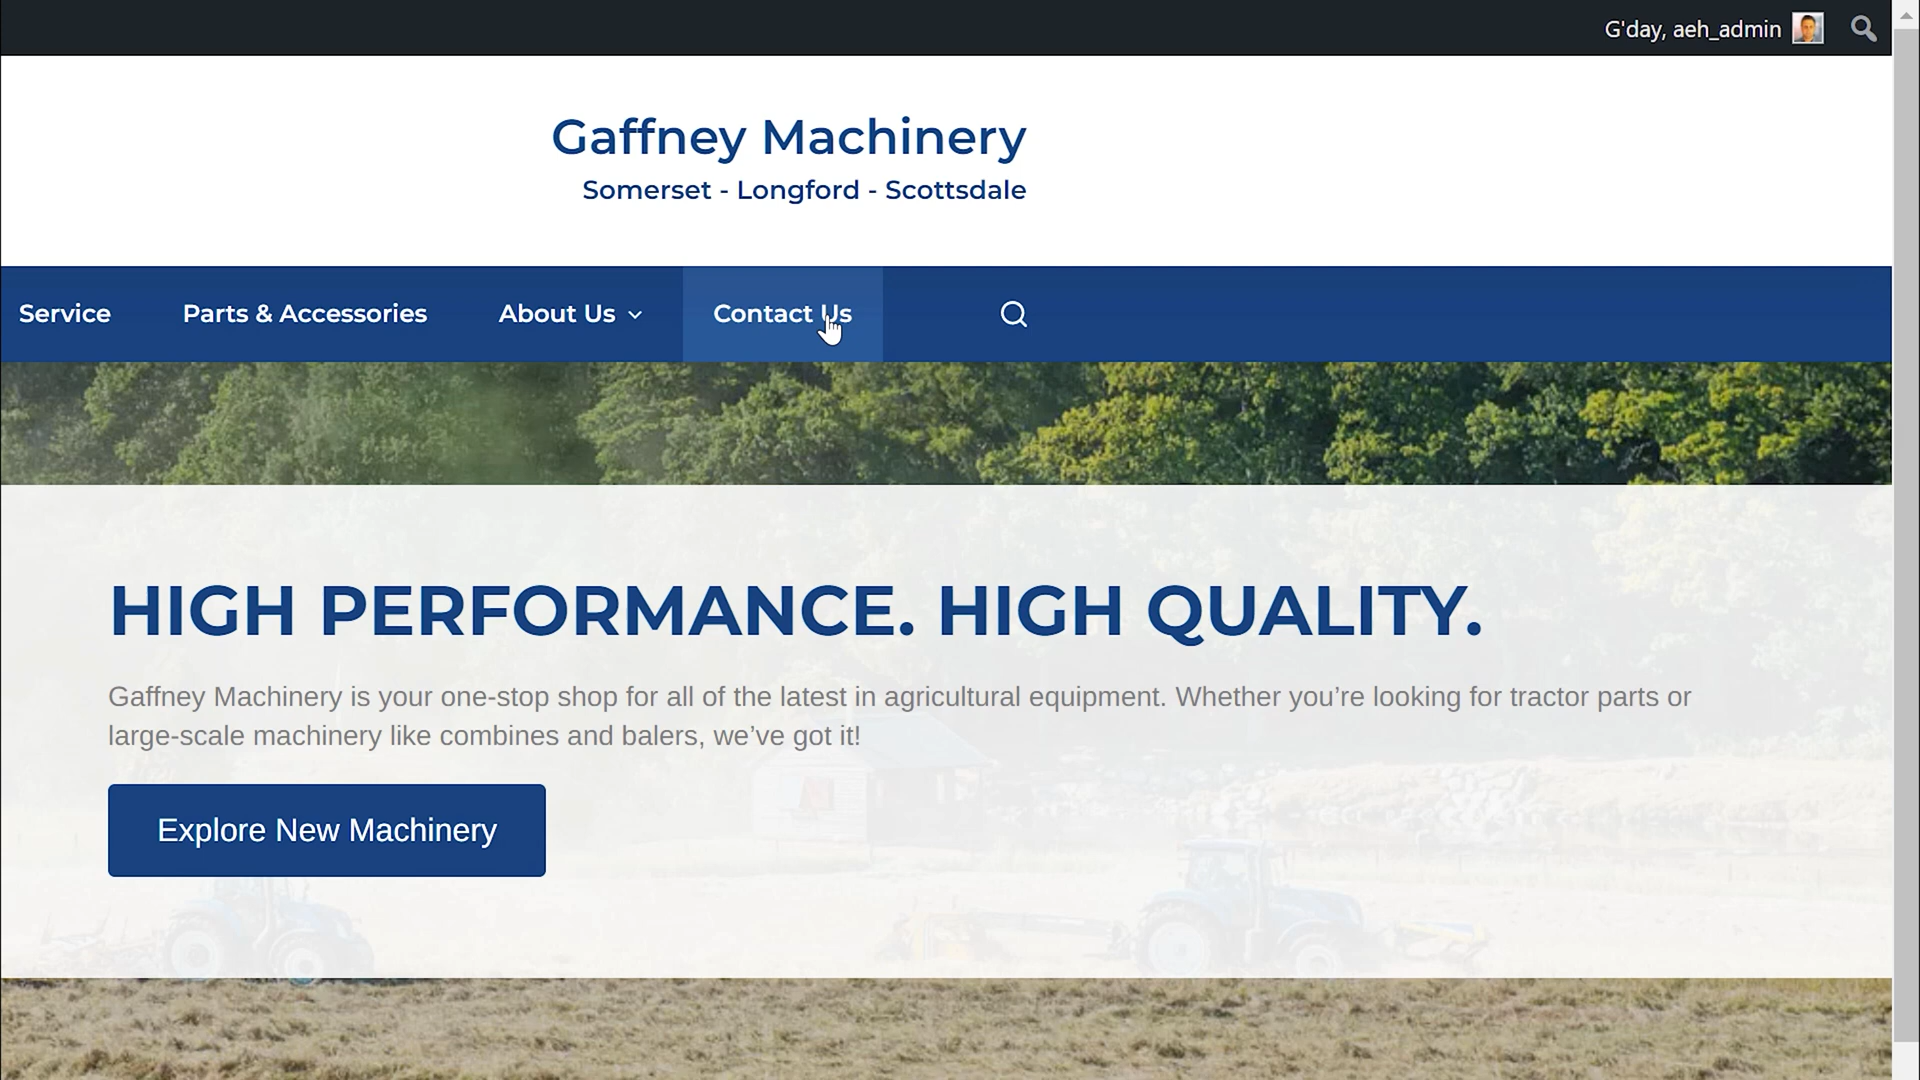 G'day, aeh_admin
Gaffney Machinery
Somerset - Longford - Scottsdale
Service Parts & Accessories About Us Contact Us
HIGH PERFORMANCE. HIGH QUALITY.
Gaffney Machinery is your one-stop shop for all of the latest in agricultural equipment. Whether you’re looking for tractor parts or
large-scale machinery like combines and balers, we’ve got it!
Explore New Machinery